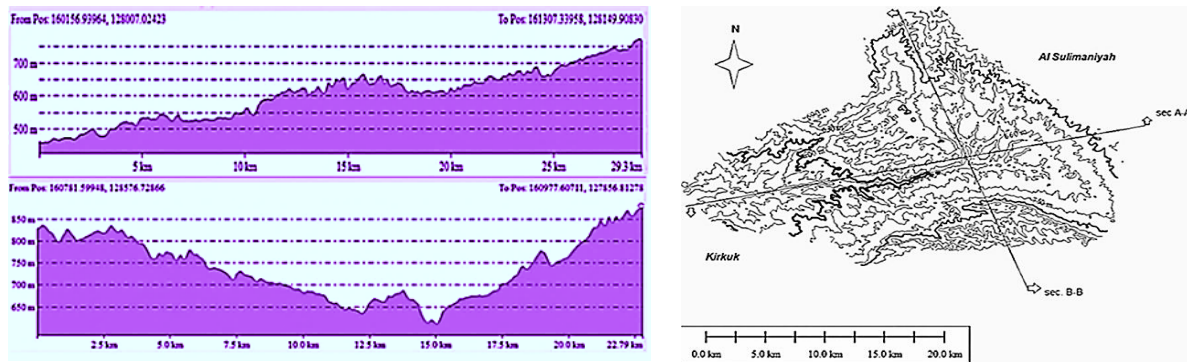 From Pos: 160156.93964, 128007.02423 To Pos: 161307.33958, 128149.90830
700 m
600 m
500 m
5 km 10 km 15 km 20 km 25 km 29.31 km
From Pos: 160781.59948, 128576.72866 To Pos: 160977.60711, 127856.81278
850 m
800 m
750 m
700 m
650 m
2.5 km 5.0 km 7.5 km 10.0 km 12.5 km 15.0 km 17.5 km 20.0 km 22.79 km
N
Al Sulimaniyah
sec A-A
Kirkuk
sec. B-B
0.0 km 5.0 km 10.0 km 15.0 km 20.0 km